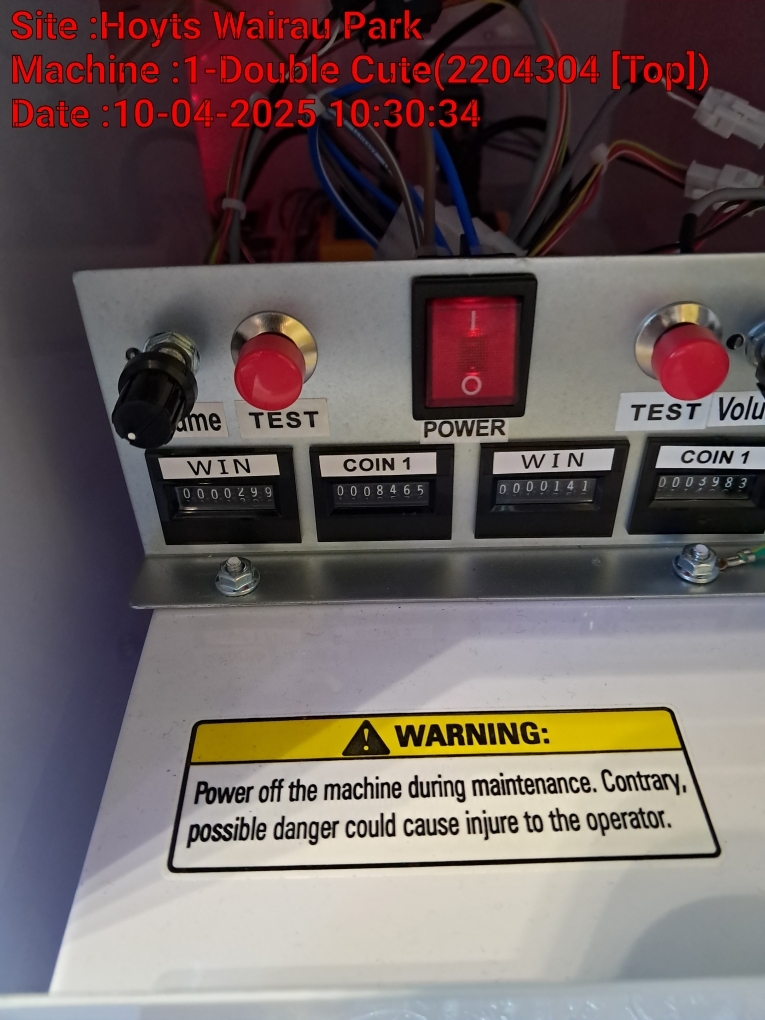 Site :Hoyts Wairau Park
Machine :1-Double Cute(2204304 [Top])
Date :10-04-2025 10:30:34
TEST
POWER
TEST
WIN
COIN 1
WIN
COIN 1
0000299
0008465
0000141
0003983
WARNING:
Power off the machine during maintenance. Contrary,
possible danger could cause injure to the operator.